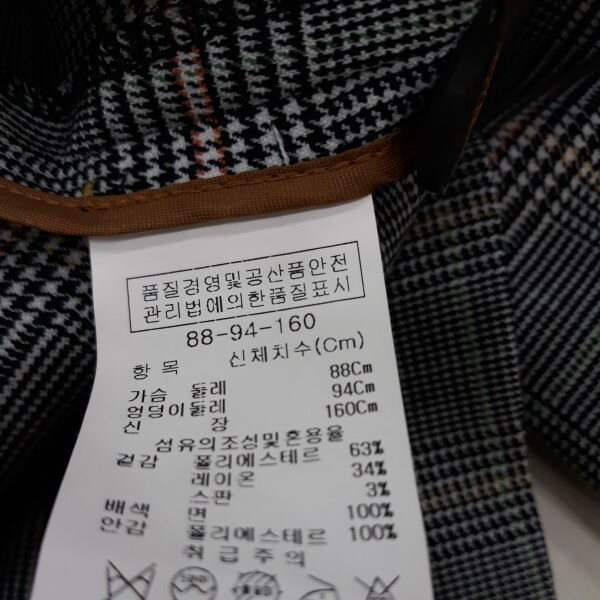 품질경영및공산품안전
관리법에의한품질표시
88-94-160
항 목 신체치수(Cm)
가슴 둘레 88Cm
엉덩이둘레 94Cm
신 장 160Cm
섬유의조성및혼용율
겉감 폴리에스테르 63%
레이온 34%
스판 3%
배색 면 100%
안감 폴리에스테르 100%
취급주의